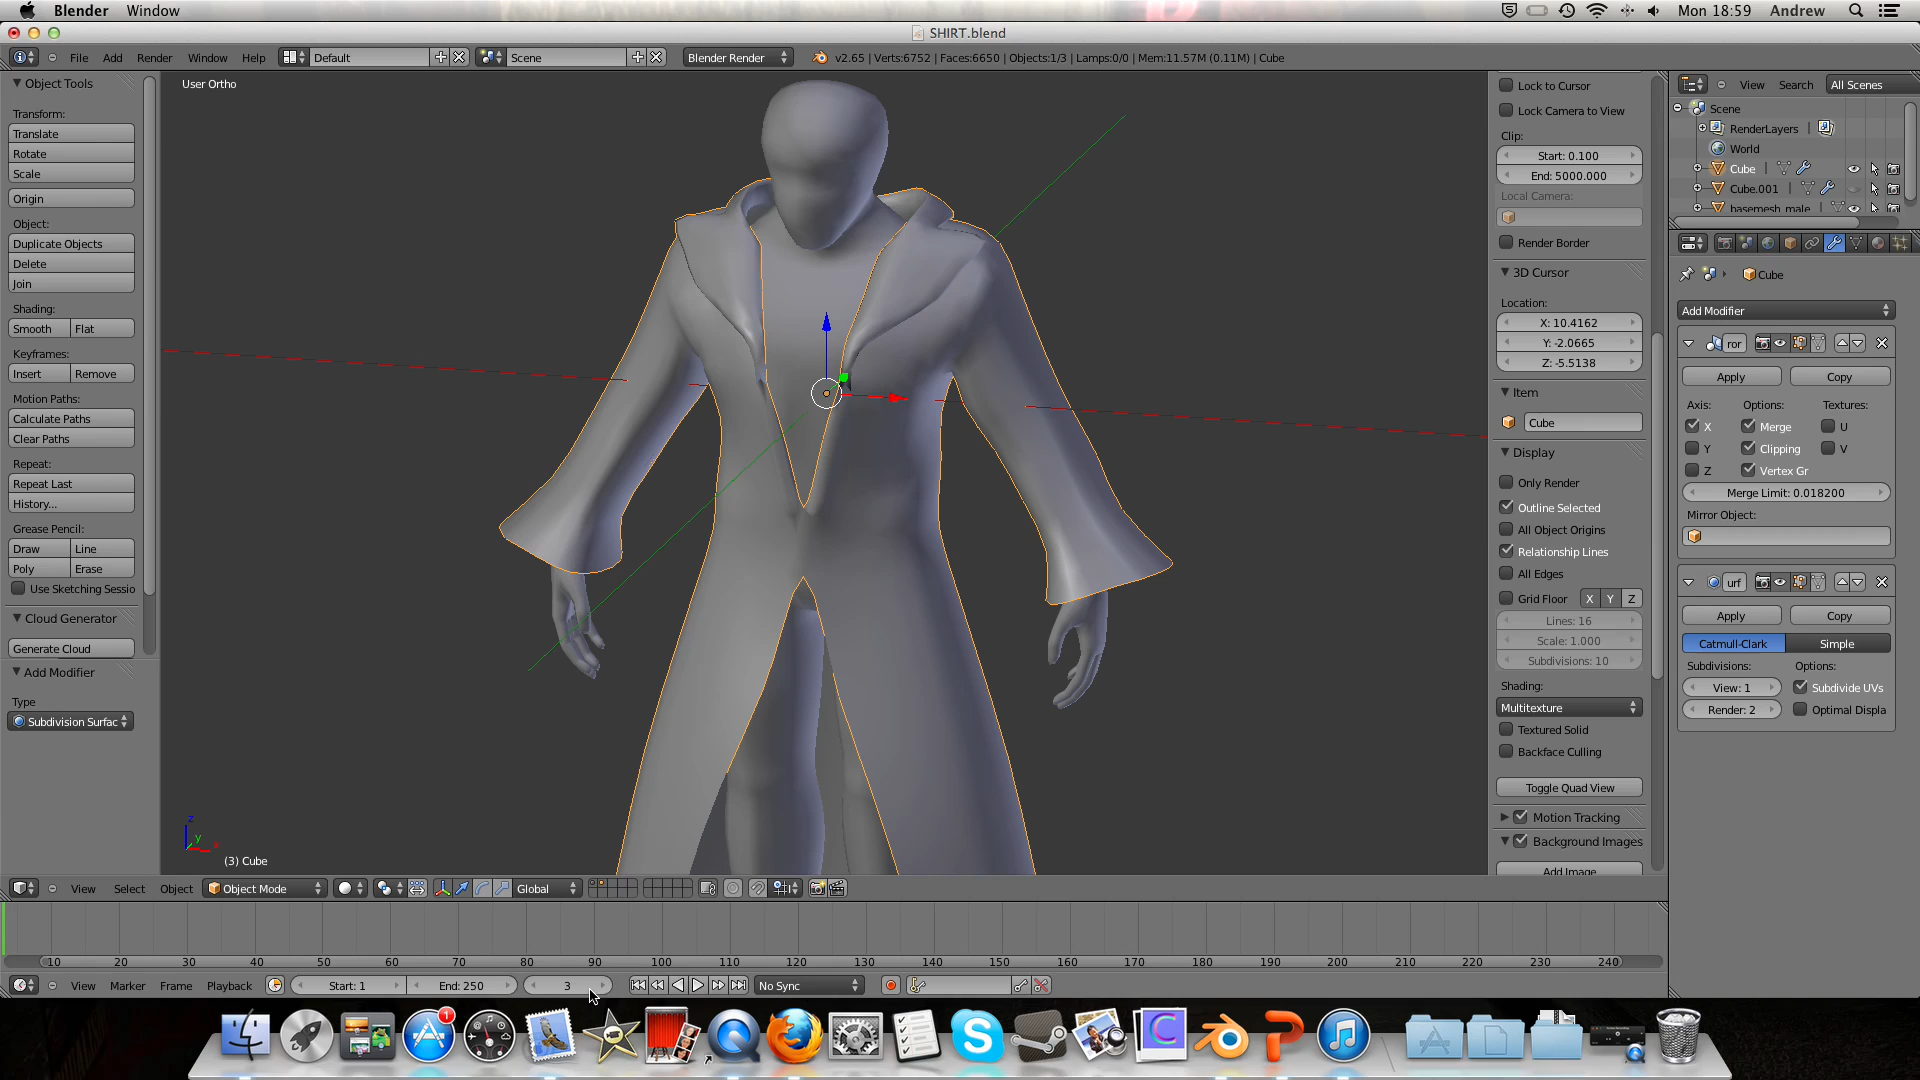 Blender Window
Mon 18:59 Andrew
SHIRT.blend
File Add Render Window Help Default Scene Blender Render v2.65 | Verts:6752 | Faces:6650 | Objects:1/3 | Lamps:0/0 | Mem:11.57M (0.11M) | Cube
Object Tools
Transform:
Translate
Rotate
Scale
Origin
Object:
Duplicate Objects
Delete
Join
Shading:
Smooth Flat
Keyframes:
Insert Remove
Motion Paths:
Calculate Paths
Clear Paths
Repeat:
Repeat Last
History...
Grease Pencil:
Draw Line
Poly Erase
Use Sketching Sessio
Cloud Generator
Generate Cloud
Add Modifier
Type
Subdivision Surfac
User Ortho
z
y
x
(3) Cube
Lock to Cursor
Lock Camera to View
Clip:
Start: 0.100
End: 5000.000
Local Camera:
Render Border
3D Cursor
Location:
X: 10.4162
Y: -2.0665
Z: -5.5138
Item
Cube
Display
Only Render
Outline Selected
All Object Origins
Relationship Lines
All Edges
Grid Floor X Y Z
Lines: 16
Scale: 1.000
Subdivisions: 10
Shading:
Multitexture
Textured Solid
Backface Culling
Toggle Quad View
Motion Tracking
Background Images
Add Image
View Search All Scenes
Scene
RenderLayers
World
Cube
Cube.001
basemesh_male
Cube
Add Modifier
ror
Apply Copy
Axis: Options: Textures:
X Merge U
Y Clipping V
Z Vertex Gr
Merge Limit: 0.018200
Mirror Object:
urf
Apply Copy
Catmull-Clark Simple
Subdivisions: Options:
View: 1 Subdivide UVs
Render: 2 Optimal Displa
View Select Object Object Mode Global
10 20 30 40 50 60 70 80 90 100 110 120 130 140 150 160 170 180 190 200 210 220 230 240
View Marker Frame Playback Start: 1 End: 250 3 No Sync
1